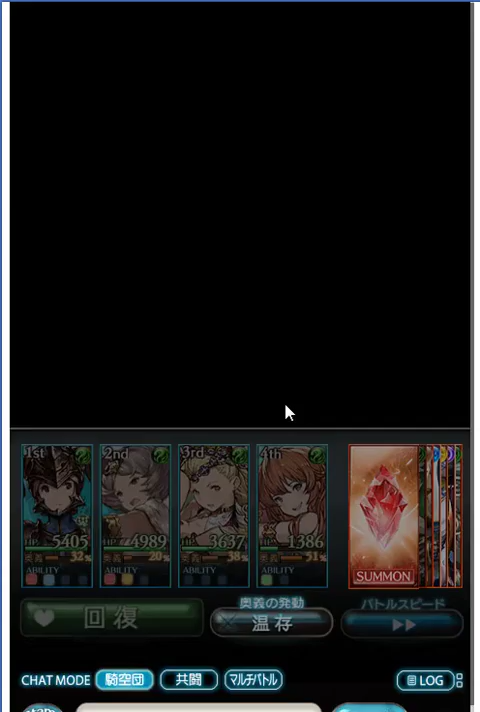 1st 2nd 3rd 4th
HP 5405 HP 4989 HP 3637 HP 1386
奥義 32% 奥義 20% 奥義 38% 奥義 51%
ABILITY ABILITY ABILITY ABILITY
SUMMON
奥義の発動 バトルスピード
回復 温存
CHAT MODE 騎空団 共闘 マルチバトル LOG